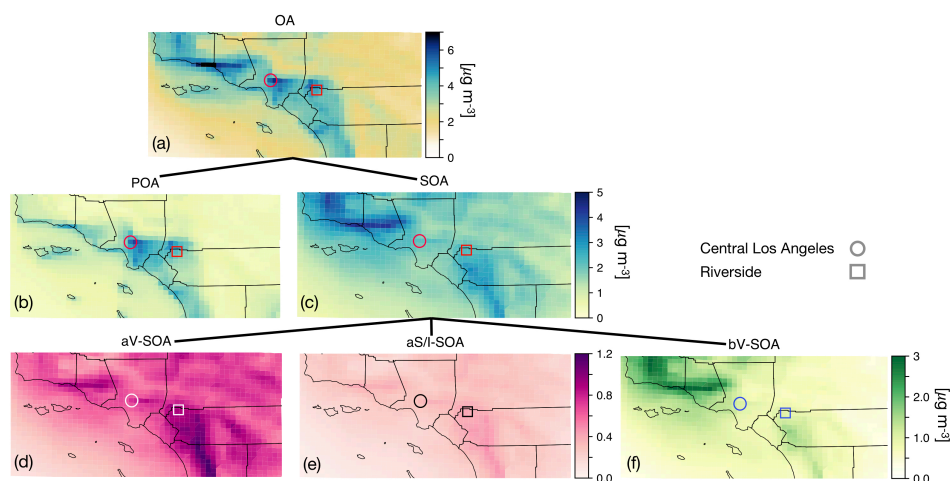 OA
6
4
2
0
[µg m-3]
(a)
POA
SOA
5
4
3
2
1
0
[µg m-3]
(b)
(c)
Central Los Angeles
Riverside
aV-SOA
aS/I-SOA
bV-SOA
1.2
0.8
0.4
0.0
3
2.0
1.0
0.0
[µg m-3]
(d)
(e)
(f)